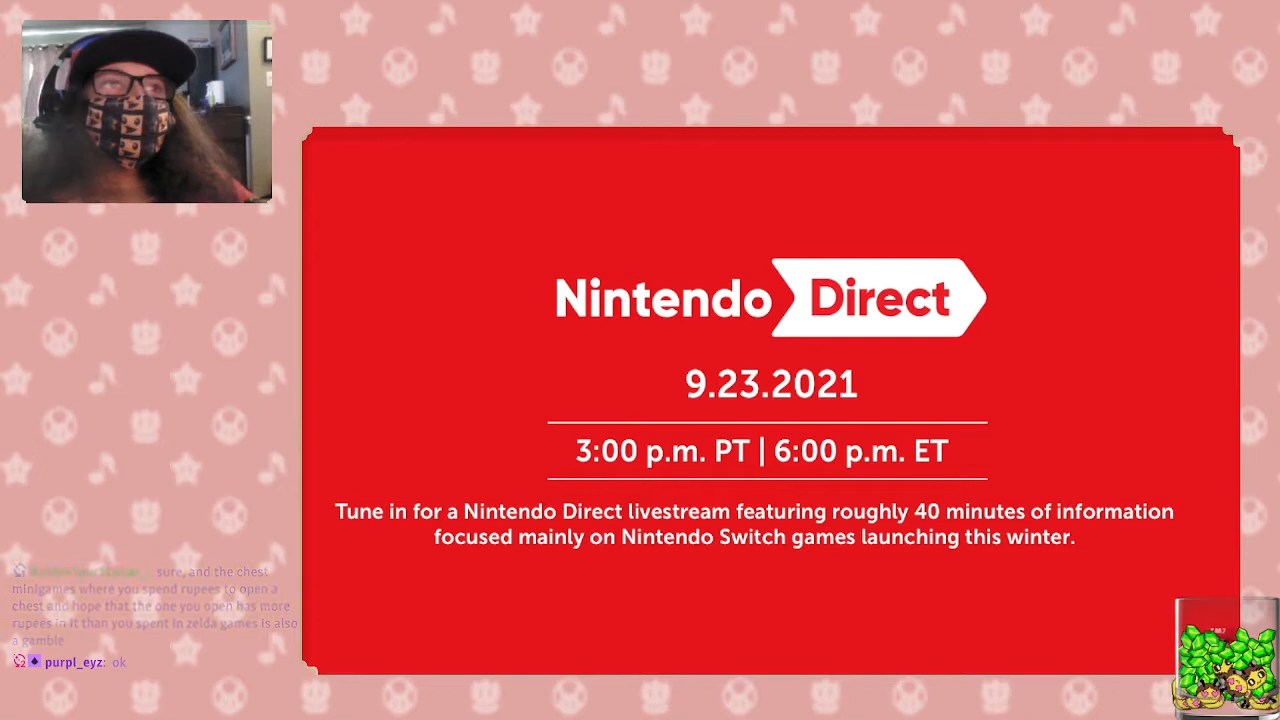 Nintendo Direct
9.23.2021
3:00 p.m. PT | 6:00 p.m. ET
Tune in for a Nintendo Direct livestream featuring roughly 40 minutes of information
focused mainly on Nintendo Switch games launching this winter.
sure, and the chest
minigames where you spend rupees to open a
chest and hope that the one you open has more
rupees in it than you spent in zelda games is also
a gamble
purpl_eyz: ok